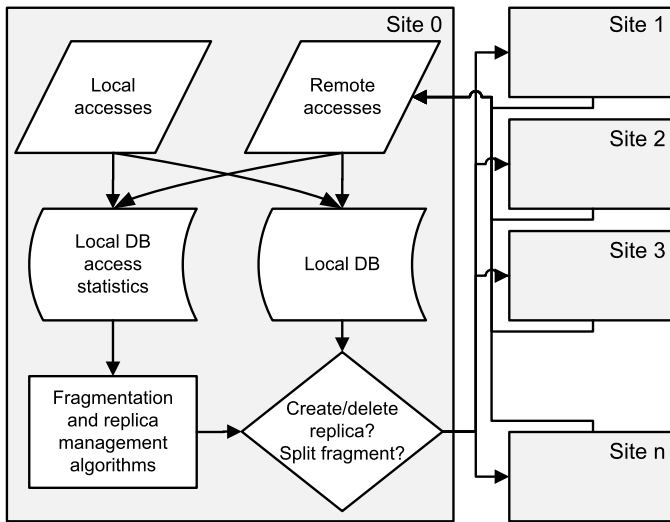 Site 0
Local
accesses
Remote
accesses
Local DB
access
statistics
Local DB
Fragmentation
and replica
management
algorithms
Create/delete
replica?
Split fragment?
Site 1
Site 2
Site 3
Site n